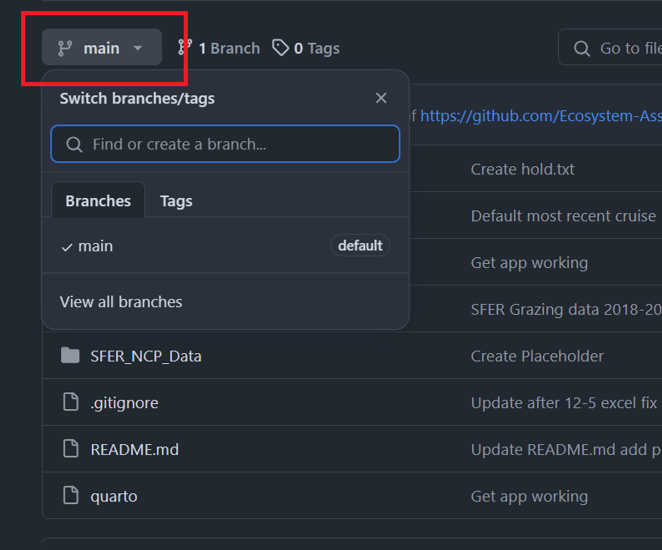 main
1 Branch
0 Tags
Go to file
Switch branches/tags
Find or create a branch...
Branches
Tags
main
default
View all branches
f https://github.com/Ecosystem-Ass
Create hold.txt
Default most recent cruise
Get app working
SFER Grazing data 2018-20
SFER_NCP_Data
Create Placeholder
.gitignore
Update after 12-5 excel fix
README.md
Update README.md add p
quarto
Get app working